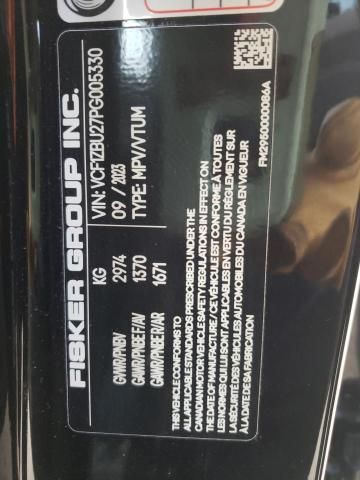 FISKER GROUP INC.
VIN: VCF1ZBU27PG005330
09 / 2023
TYPE: MPV/VTUM
KG
GVWR/PNBV 2974
GAWR/PNBE F/AV 1370
GAWR/PNBE R/AR 1671
THIS VEHICLE CONFORMS TO
ALL APPLICABLE STANDARDS PRESCRIBED UNDER THE
CANADIAN MOTOR VEHICLE SAFETY REGULATIONS IN EFFECT ON
THE DATE OF MANUFACTURE / CE VÉHICULE EST CONFORME À TOUTES
LES NORMES QUI LUI SONT APPLICABLES EN VERTU DU RÈGLEMENT SUR
LA SÉCURITÉ DES VÉHICULES AUTOMOBILES DU CANADA EN VIGUEUR
À LA DATE DE SA FABRICATION
FM29500000086A